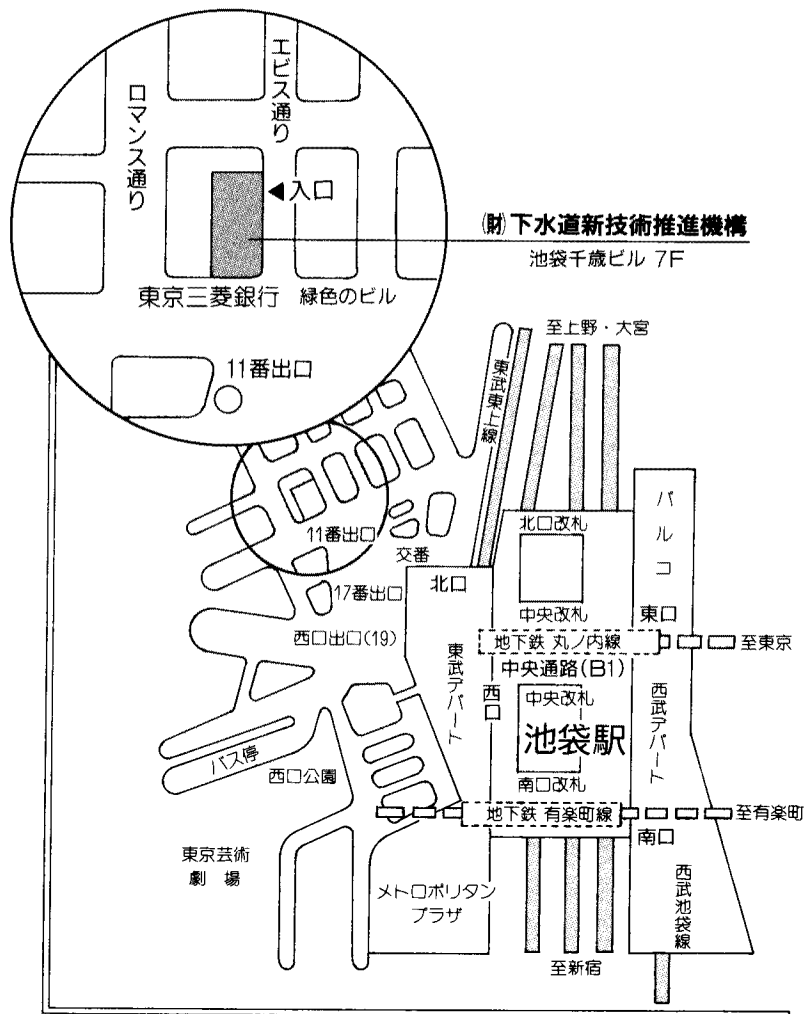 エビス通り
ロマンス通り
入口
(財)下水道新技術推進機構
池袋千歳ビル 7F
東京三菱銀行
緑色のビル
11番出口
至上野・大宮
東武東上線
パルコ
北口改札
11番出口
交番
北口
17番出口
中央改札
東口
西口出口(19)
地下鉄 丸ノ内線
至東京
中央通路(B1)
東武デパート
西口
中央改札
西武デパート
池袋駅
バス停
西口公園
南口改札
地下鉄 有楽町線
至有楽町
南口
東京芸術
劇 場
メトロポリタン
プラザ
西武池袋線
至新宿